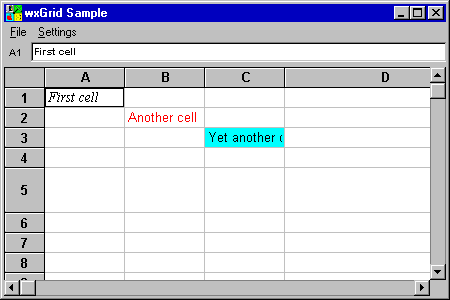 wxGrid Sample
File Settings
A1 First cell
A B C D
1 First cell
2 Another cell
3 Yet another
4
5
6
7
8